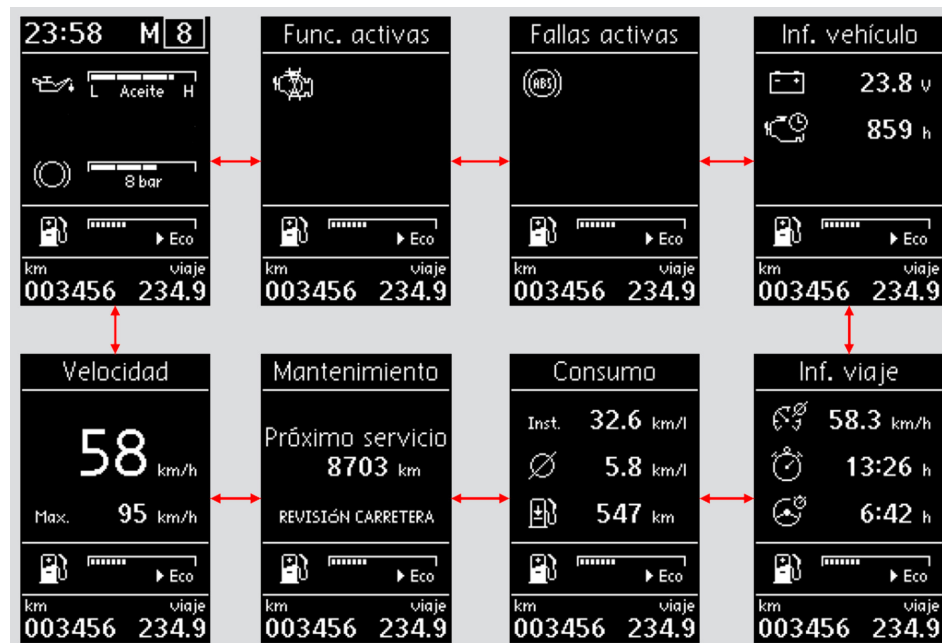 23:58 M 8
L Aceite H
8 bar
Eco
km viaje
003456 234.9
Func. activas
Eco
km viaje
003456 234.9
Fallas activas
(ABS)
Eco
km viaje
003456 234.9
Inf. vehículo
23.8 v
859 h
Eco
km viaje
003456 234.9
Velocidad
58 km/h
Max. 95 km/h
Eco
km viaje
003456 234.9
Mantenimiento
Próximo servicio
8703 km
REVISIóN CARRETERA
Eco
km viaje
003456 234.9
Consumo
Inst. 32.6 km/l
5.8 km/l
547 km
Eco
km viaje
003456 234.9
Inf. viaje
58.3 km/h
13:26 h
6:42 h
Eco
km viaje
003456 234.9